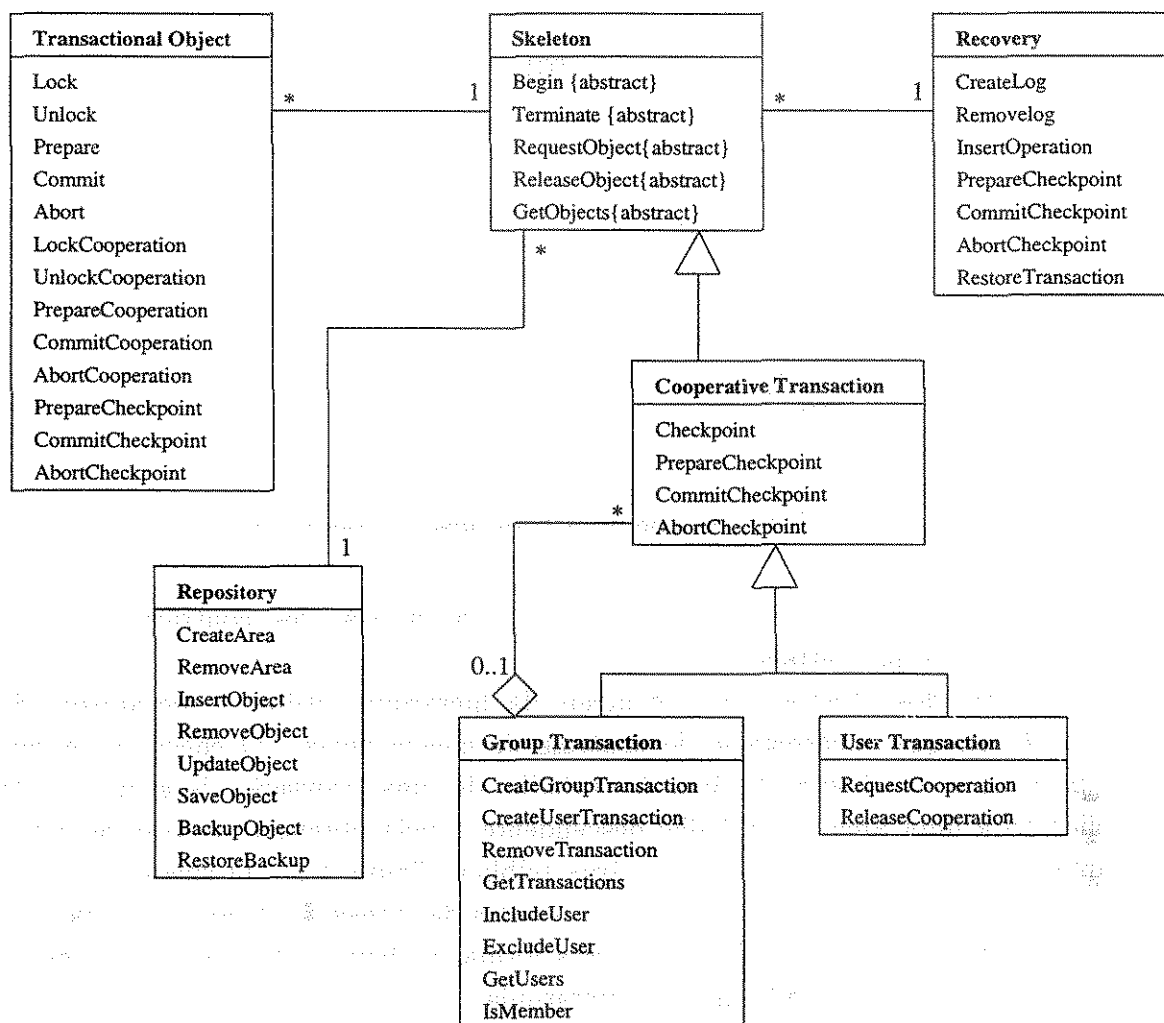 Transactional Object
Lock
Unlock
Prepare
Commit
Abort
LockCooperation
UnlockCooperation
PrepareCooperation
CommitCooperation
AbortCooperation
PrepareCheckpoint
CommitCheckpoint
AbortCheckpoint
*
1
Skeleton
Begin {abstract}
Terminate {abstract}
RequestObject{abstract}
ReleaseObject{abstract}
GetObjects{abstract}
*
1
*
Recovery
CreateLog
Removelog
InsertOperation
PrepareCheckpoint
CommitCheckpoint
AbortCheckpoint
RestoreTransaction
Cooperative Transaction
Checkpoint
PrepareCheckpoint
CommitCheckpoint
AbortCheckpoint
*
1
Repository
CreateArea
RemoveArea
InsertObject
RemoveObject
UpdateObject
SaveObject
BackupObject
RestoreBackup
0..1
Group Transaction
CreateGroupTransaction
CreateUserTransaction
RemoveTransaction
GetTransactions
IncludeUser
ExcludeUser
GetUsers
IsMember
User Transaction
RequestCooperation
ReleaseCooperation